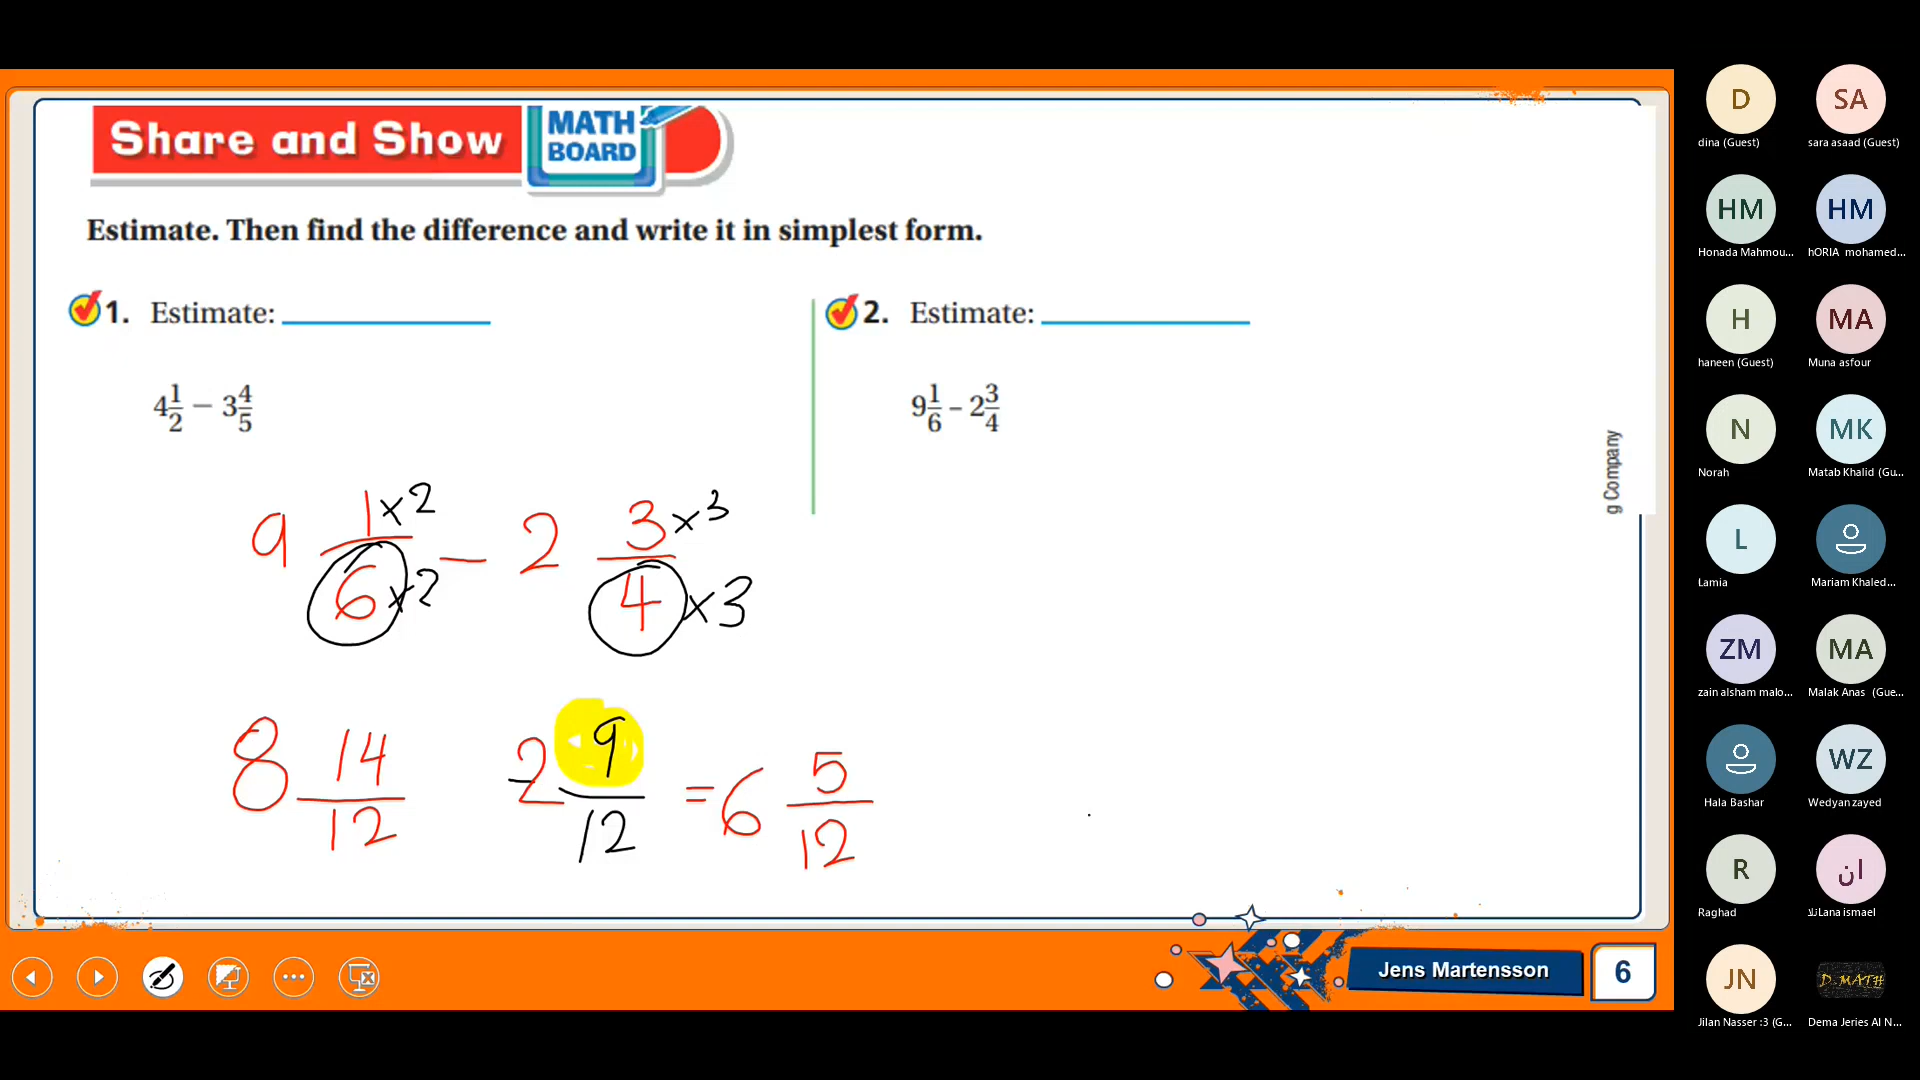 Share and Show
MATH
BOARD
Estimate. Then find the difference and write it in simplest form.
1. Estimate:
4 1/2 − 3 4/5
2. Estimate:
9 1/6 - 2 3/4
g Company
9 1×2/6×2 − 2 3×3/4×3
8 14/12 - 2 9/12 = 6 5/12
Jens Martensson
6
D
dina (Guest)
SA
sara asaad (Guest)
HM
Honada Mahmou...
HM
hORIA mohamed...
H
haneen (Guest)
MA
Muna asfour
N
Norah
MK
Matab Khalid (Gu...
L
Lamia
Mariam Khaled...
ZM
zain alsham malo...
MA
Malak Anas (Gue...
Hala Bashar
WZ
Wedyan zayed
R
Raghad
ان
Lana ismael
JN
Jilan Nasser :3 (G...
D. MATH
Dema Jeries Al N...